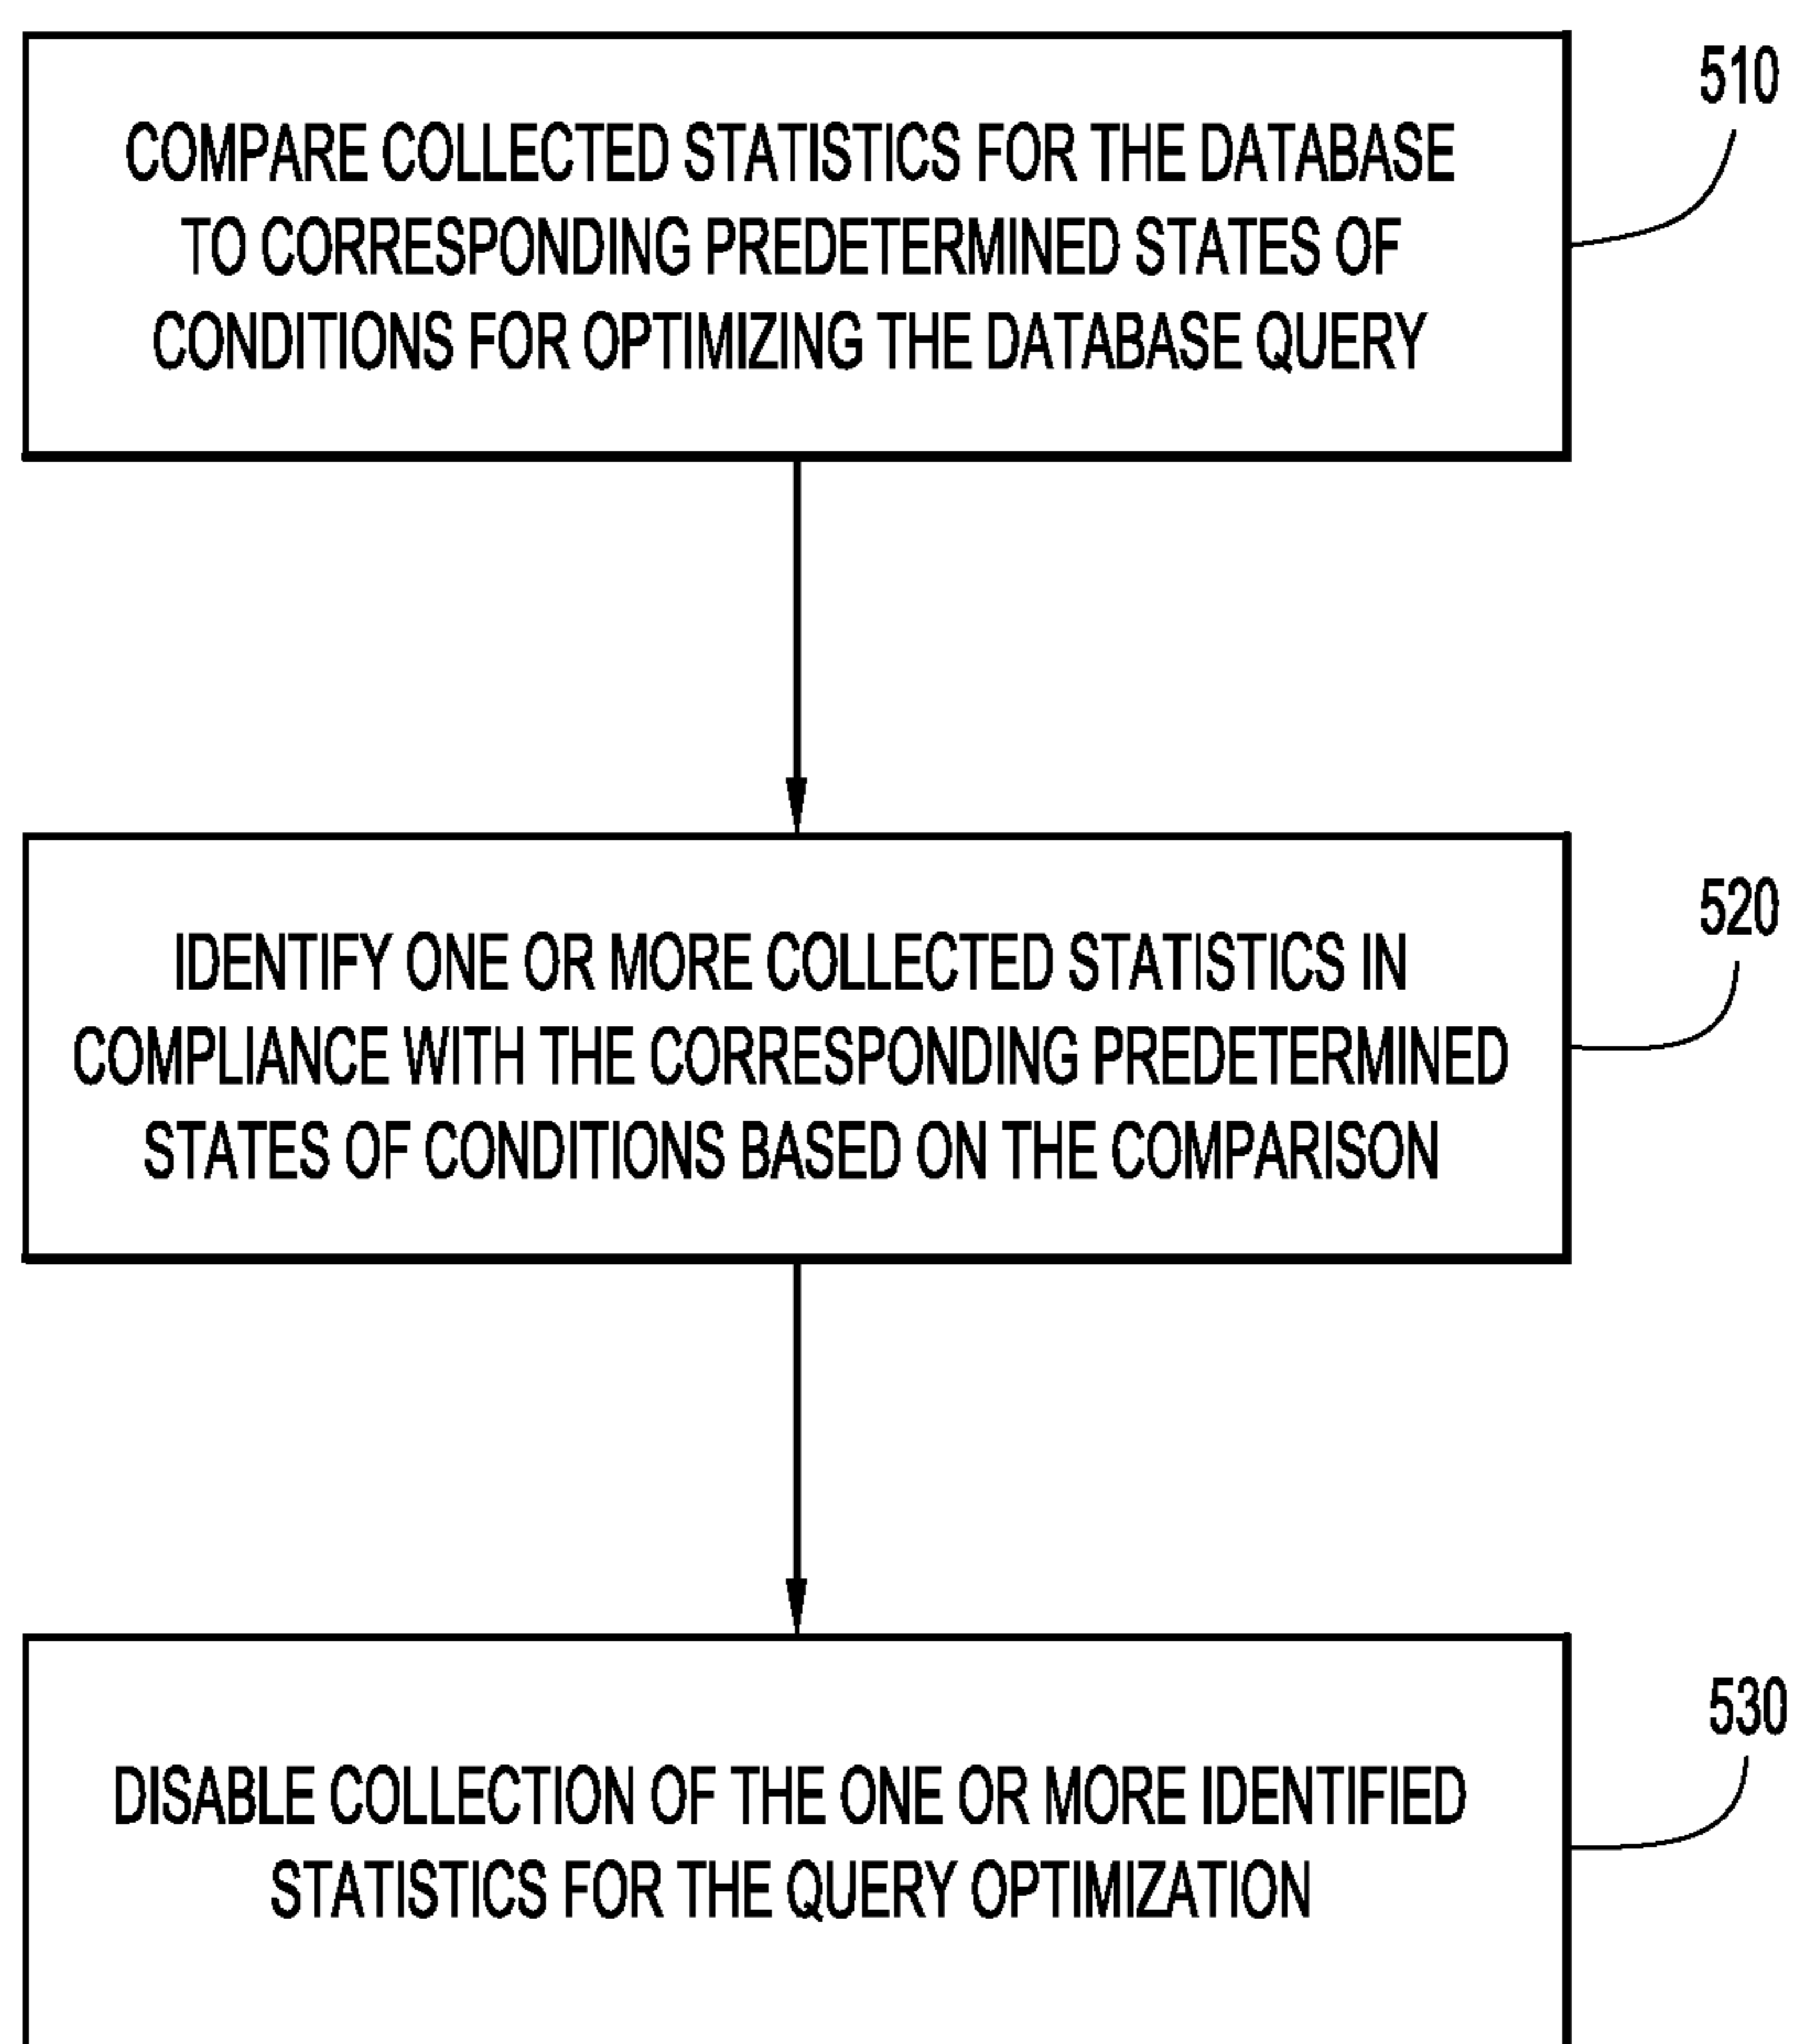 510
COMPARE COLLECTED STATISTICS FOR THE DATABASE
TO CORRESPONDING PREDETERMINED STATES OF
CONDITIONS FOR OPTIMIZING THE DATABASE QUERY
520
IDENTIFY ONE OR MORE COLLECTED STATISTICS IN
COMPLIANCE WITH THE CORRESPONDING PREDETERMINED
STATES OF CONDITIONS BASED ON THE COMPARISON
530
DISABLE COLLECTION OF THE ONE OR MORE IDENTIFIED
STATISTICS FOR THE QUERY OPTIMIZATION